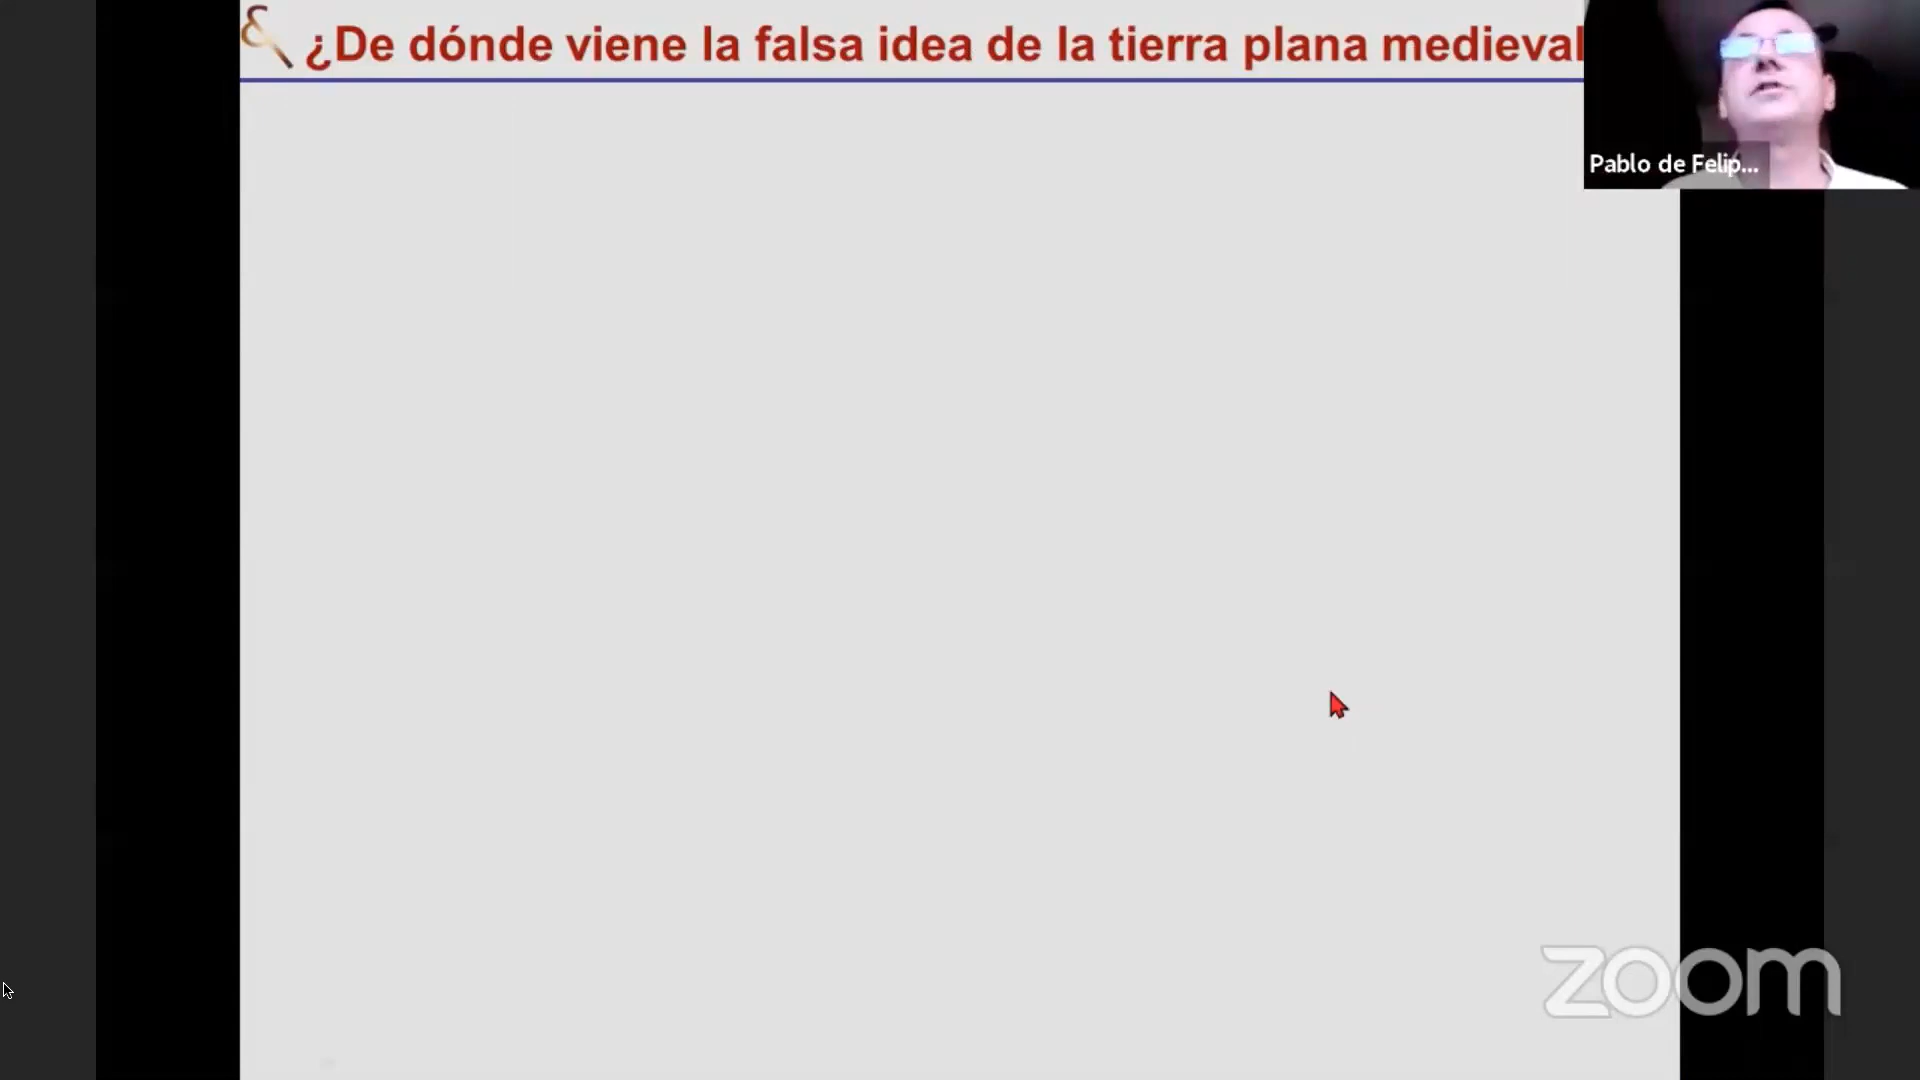 ¿De dónde viene la falsa idea de la tierra plana medieval
Pablo de Felip...
zoom